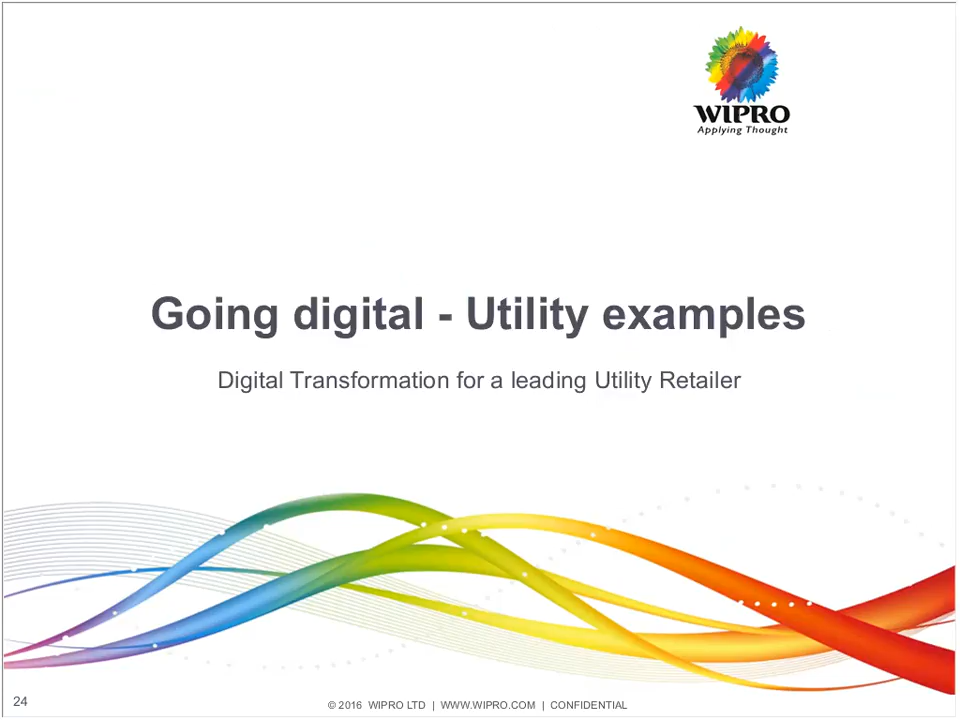 WIPRO
Applying Thought
Going digital - Utility examples
Digital Transformation for a leading Utility Retailer
24
© 2016 WIPRO LTD | WWW.WIPRO.COM | CONFIDENTIAL